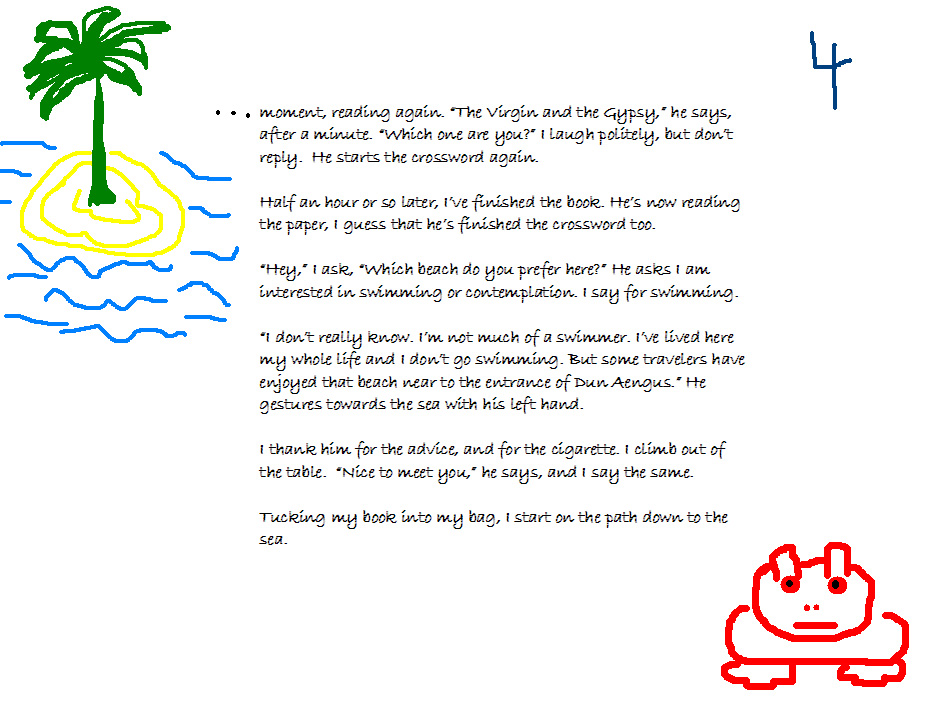 4
... moment, reading again. “The Virgin and the Gypsy,” he says,
after a minute. “Which one are you?” I laugh politely, but don’t
reply.  He starts the crossword again.
Half an hour or so later, I’ve finished the book. He’s now reading
the paper, I guess that he’s finished the crossword too.
“Hey,” I ask, “Which beach do you prefer here?” He asks I am
interested in swimming or contemplation. I say for swimming.
“I don’t really know. I’m not much of a swimmer. I’ve lived here
my whole life and I don’t go swimming. But some travelers have
enjoyed that beach near to the entrance of Dun Aengus.” He
gestures towards the sea with his left hand.
I thank him for the advice, and for the cigarette. I climb out of
the table.  “Nice to meet you,” he says, and I say the same.
Tucking my book into my bag, I start on the path down to the
sea.